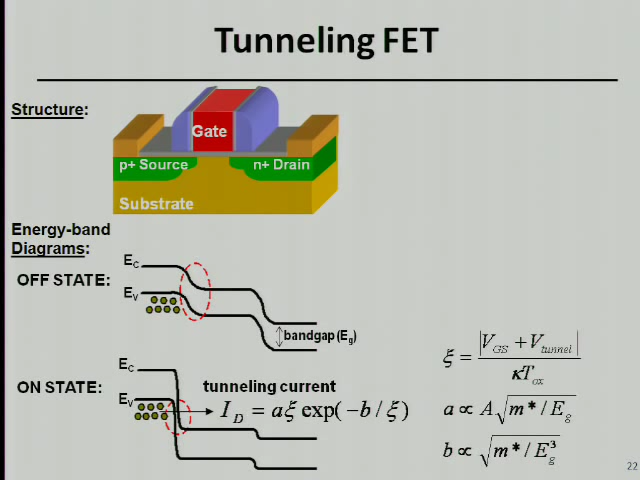 Tunneling FET
Structure:
Gate
p+ Source
n+ Drain
Substrate
Energy-band
Diagrams:
OFF STATE:
E_C
E_V
bandgap (E_g)
ξ = |V_GS + V_tunnel| / κT_ox
ON STATE:
E_C
E_V
tunneling current
I_D = aξ exp(−b / ξ)
a ∝ A√(m* / E_g)
b ∝ √(m* / E_g^3)
22